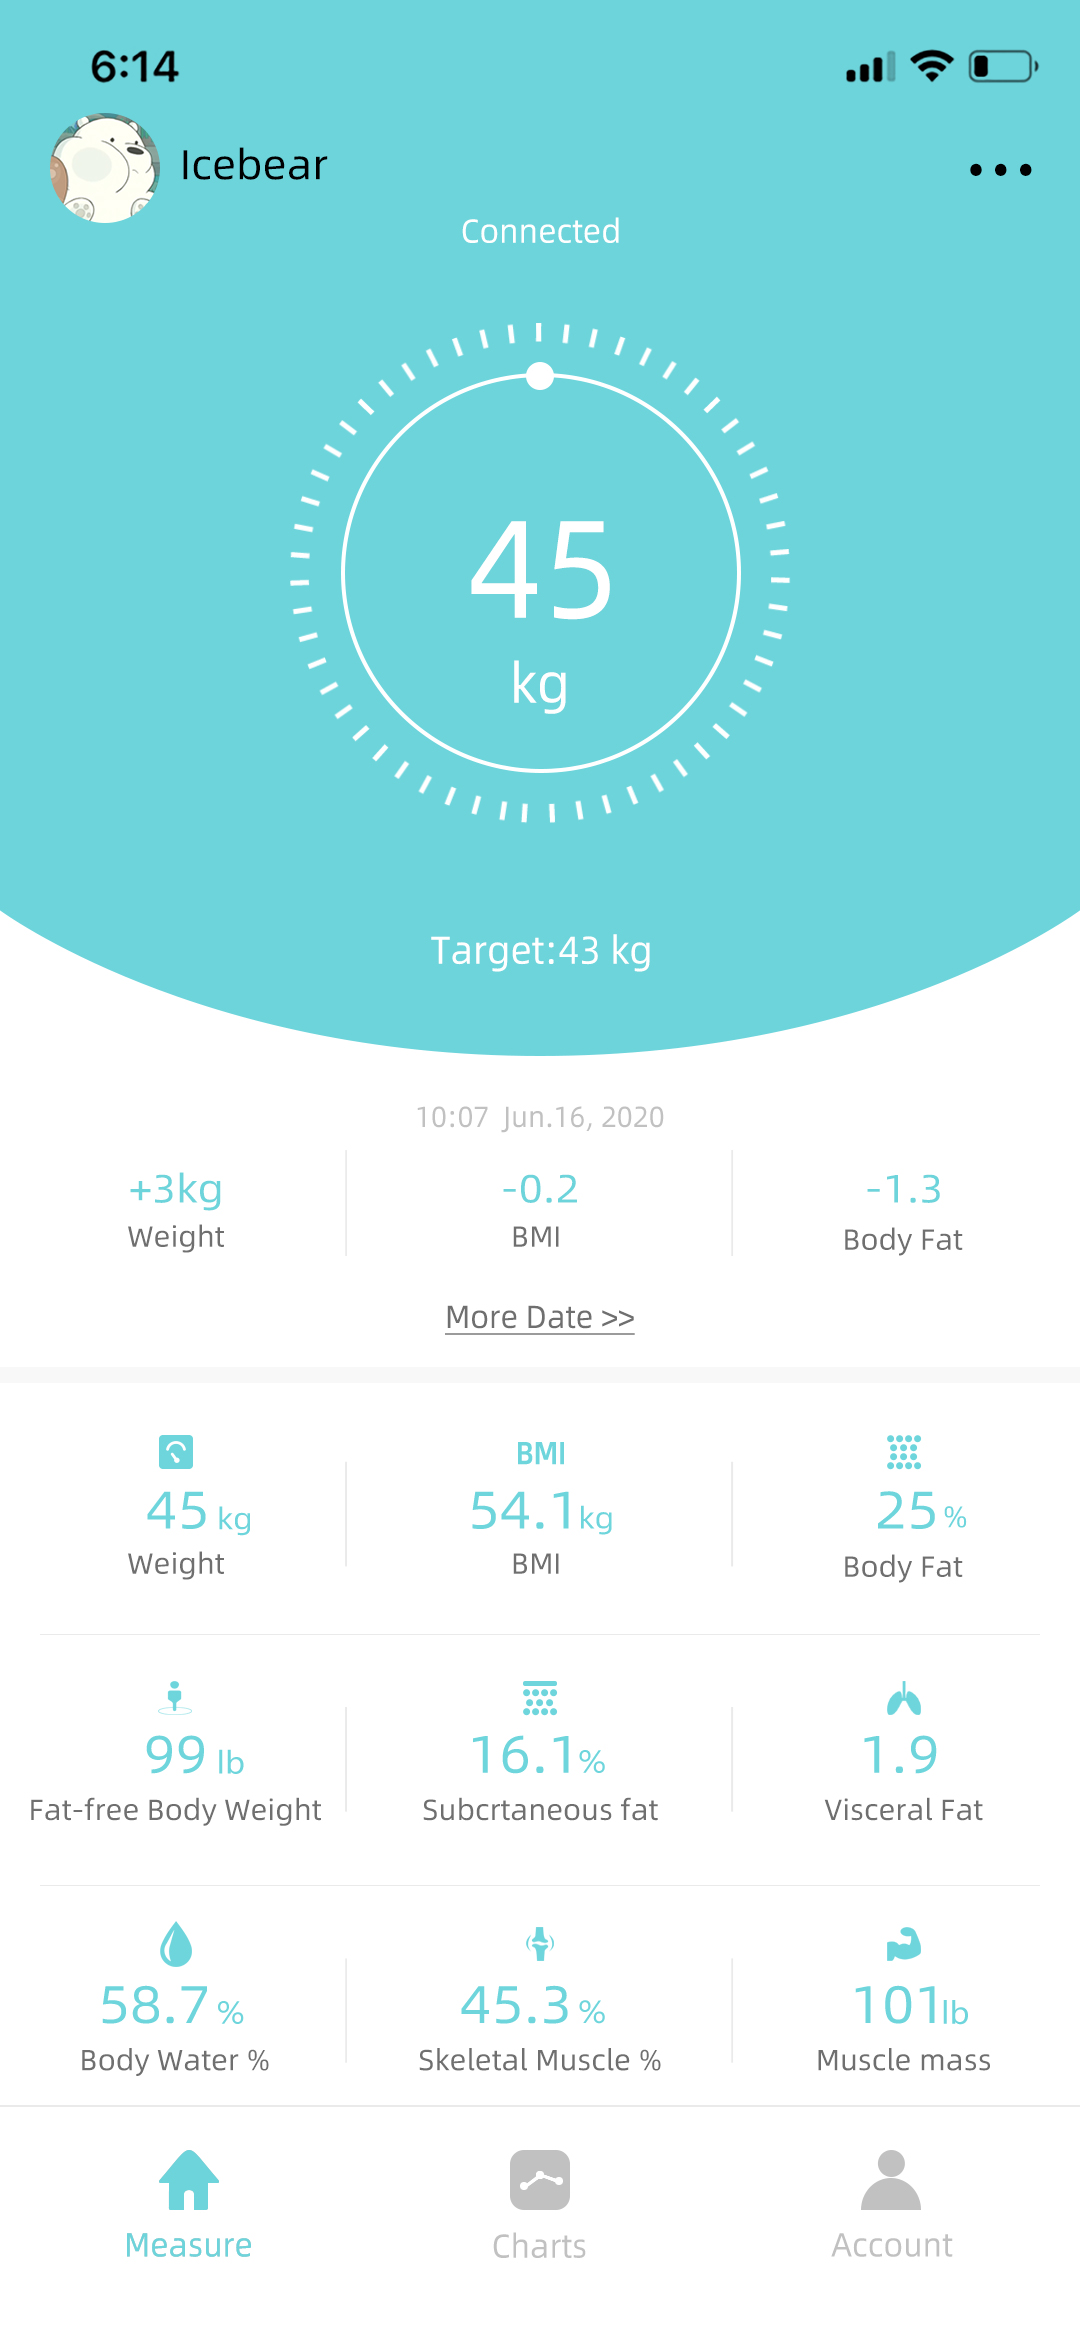 6:14
Icebear
Connected
45
kg
Target:43 kg
10:07 Jun.16, 2020
+3kg -0.2 -1.3
Weight BMI Body Fat
More Date >>
BMI
45 kg 54.1kg 25 %
Weight BMI Body Fat
99 lb 16.1% 1.9
Fat-free Body Weight Subcrtaneous fat Visceral Fat
58.7 % 45.3 % 101lb
Body Water % Skeletal Muscle % Muscle mass
Measure Charts Account